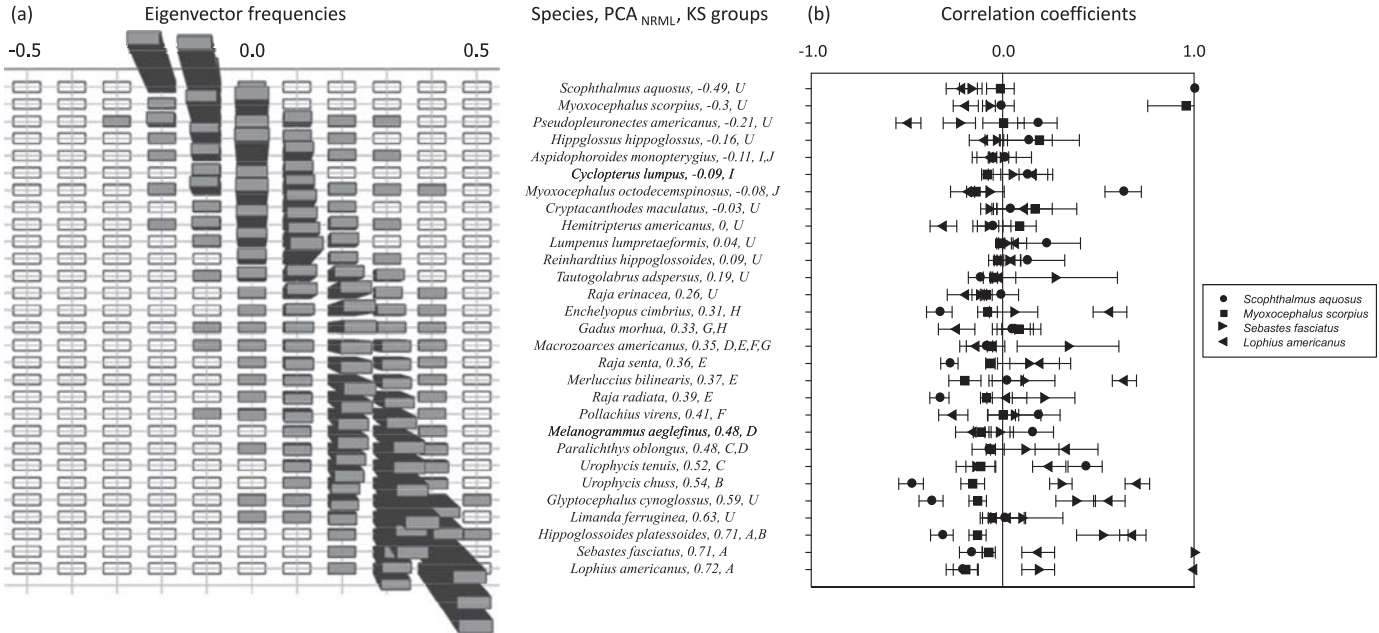 (a) Eigenvector frequencies
Species, PCA NRML, KS groups
(b) Correlation coefficients
-0.5 0.0 0.5
-1.0 0.0 1.0
Scophthalmus aquosus, -0.49, U
Myoxocephalus scorpius, -0.3, U
Pseudopleuronectes americanus, -0.21, U
Hippglossus hippoglossus, -0.16, U
Aspidophoroides monopterygius, -0.11, I,J
Cyclopterus lumpus, -0.09, I
Myoxocephalus octodecemspinosus, -0.08, J
Cryptacanthodes maculatus, -0.03, U
Hemitripterus americanus, 0, U
Lumpenus lumpretaeformis, 0.04, U
Reinhardtius hippoglossoides, 0.09, U
Tautogolabrus adspersus, 0.19, U
Raja erinacea, 0.26, U
Enchelyopus cimbrius, 0.31, H
Gadus morhua, 0.33, G,H
Macrozoarces americanus, 0.35, D,E,F,G
Raja senta, 0.36, E
Merluccius bilinearis, 0.37, E
Raja radiata, 0.39, E
Pollachius virens, 0.41, F
Melanogrammus aeglefinus, 0.48, D
Paralichthys oblongus, 0.48, C,D
Urophycis tenuis, 0.52, C
Urophycis chuss, 0.54, B
Glyptocephalus cynoglossus, 0.59, U
Limanda ferruginea, 0.63, U
Hippoglossoides platessoides, 0.71, A,B
Sebastes fasciatus, 0.71, A
Lophius americanus, 0.72, A
Scophthalmus aquosus
Myoxocephalus scorpius
Sebastes fasciatus
Lophius americanus